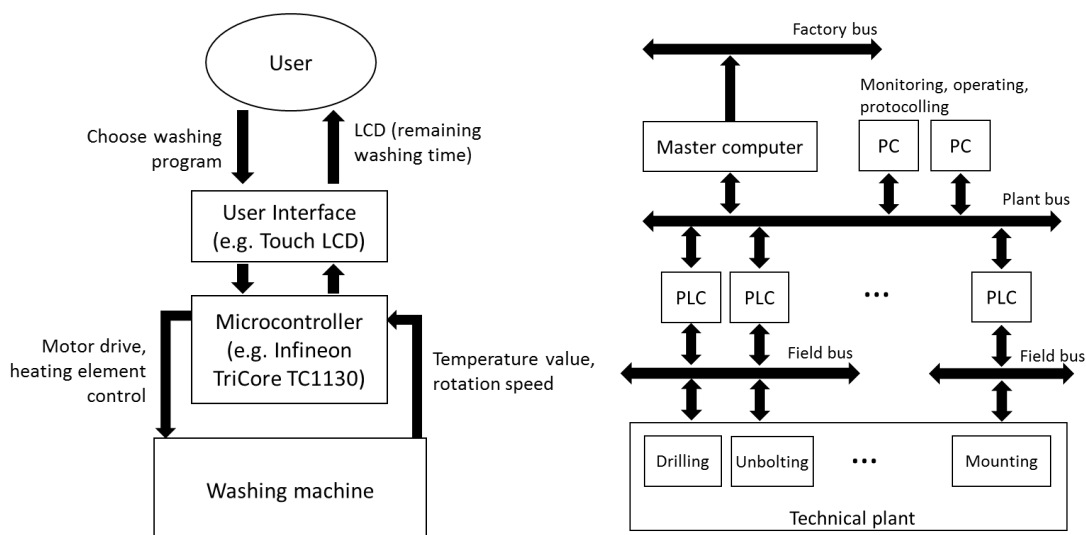 User
Choose washing
program
LCD (remaining
washing time)
User Interface
(e.g. Touch LCD)
Microcontroller
(e.g. Infineon
TriCore TC1130)
Motor drive,
heating element
control
Temperature value,
rotation speed
Washing machine
Factory bus
Monitoring, operating,
protocolling
Master computer
PC
PC
Plant bus
PLC
PLC
...
PLC
Field bus
Field bus
Drilling
Unbolting
...
Mounting
Technical plant